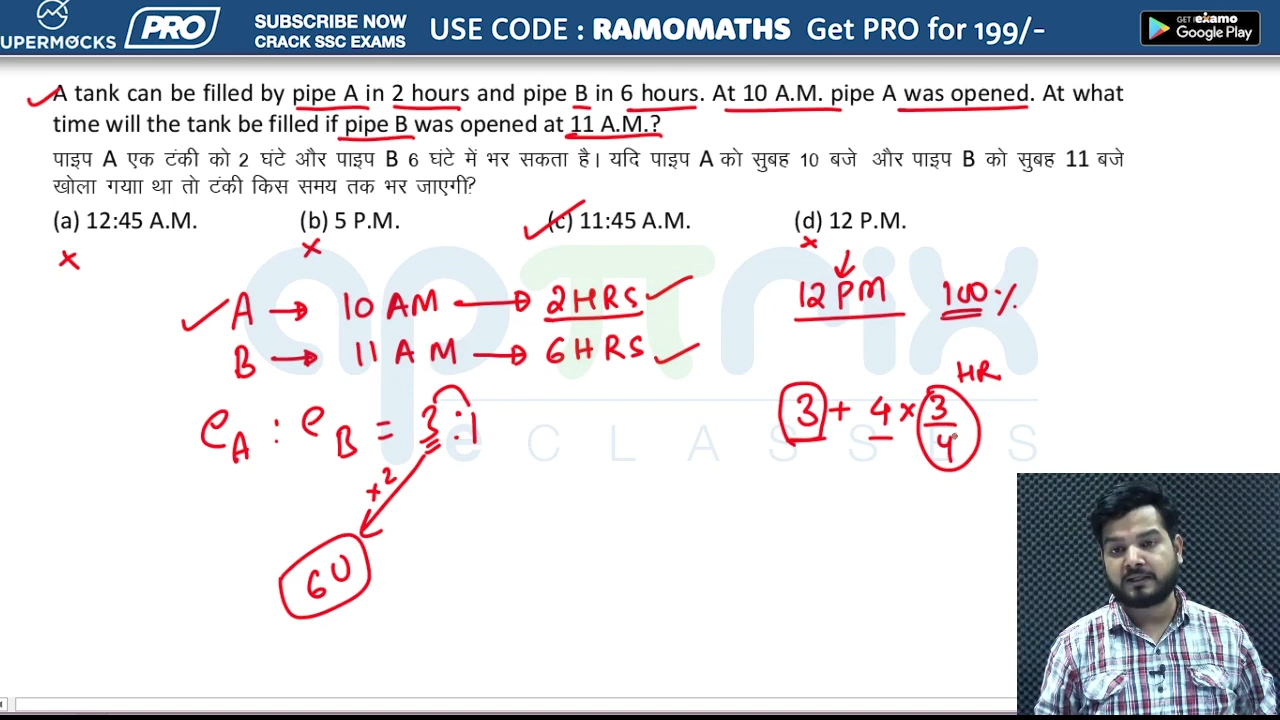 UPERMOCKS
PRO
SUBSCRIBE NOW
CRACK SSC EXAMS
USE CODE : RAMOMATHS Get PRO for 199/-
GET IT ON
examo
Google Play
A tank can be filled by pipe A in 2 hours and pipe B in 6 hours. At 10 A.M. pipe A was opened. At what
time will the tank be filled if pipe B was opened at 11 A.M.?
पाइप A एक टंकी को 2 घंटे और पाइप B 6 घंटे में भर सकता है। यदि पाइप A को सुबह 10 बजे और पाइप B को सुबह 11 बजे
खोला गयाा था तो टंकी किस समय तक भर जाएगी?
(a) 12:45 A.M. (b) 5 P.M. (c) 11:45 A.M. (d) 12 P.M.
A → 10 AM → 2 HRS
B → 11 AM → 6 HRS
12 PM 100%
HR
3 + 4 × 3/4
e_A : e_B = 3 : 1
×2
6U
apπrix
eCLASSES